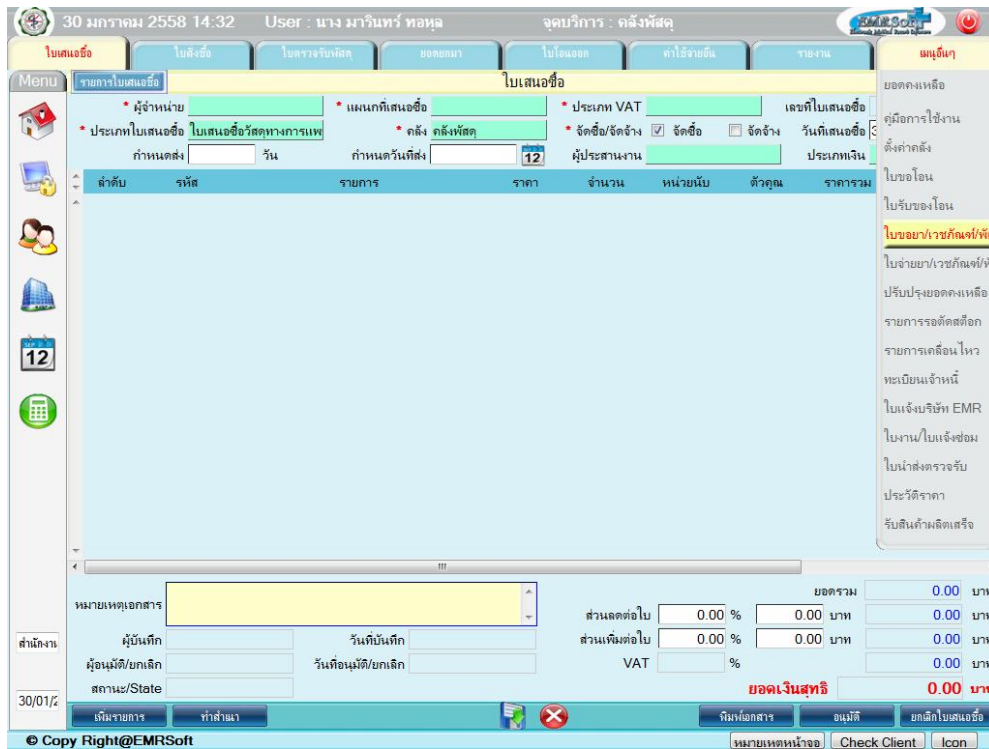 30 มกราคม 2558 14:32 User : นาง มารินทร์ ทอหุล จุดบริการ : คลังพัสดุ EMRSoft
ใบเสนอซื้อ ใบสั่งซื้อ ใบตรวจรับพัสดุ ยอดยกมา ใบโอนออก ค่าใช้จ่ายอื่น รายงาน เมนูอื่นๆ
Menu รายการใบเสนอซื้อ ใบเสนอซื้อ
* ผู้จำหน่าย * แผนกที่เสนอซื้อ * ประเภท VAT เลขที่ใบเสนอซื้อ
* ประเภทใบเสนอซื้อ ใบเสนอซื้อวัสดุทางการแพ * คลัง คลังพัสดุ * จัดซื้อ/จัดจ้าง จัดซื้อ จัดจ้าง วันที่เสนอซื้อ 3
กำหนดส่ง วัน กำหนดวันที่ส่ง 12 ผู้ประสานงาน ประเภทเงิน
ลำดับ รหัส รายการ ราคา จำนวน หน่วยนับ ตัวคูณ ราคารวม
ยอดคงเหลือ
คู่มือการใช้งาน
ตั้งค่าคลัง
ใบขอโอน
ใบรับของโอน
ใบขอยา/เวชภัณฑ์/พั
ใบจ่ายยา/เวชภัณฑ์/พ
ปรับปรุงยอดคงเหลือ
รายการรอตัดสต็อก
รายการเคลื่อนไหว
ทะเบียนเจ้าหนี้
ใบแจ้งบริษัท EMR
ใบงาน/ใบแจ้งซ่อม
ใบนำส่งตรวจรับ
ประวัติราคา
รับสินค้าผลิตเสร็จ
12
หมายเหตุเอกสาร ยอดรวม 0.00 บาท
ส่วนลดต่อใบ 0.00 % 0.00 บาท 0.00 บาท
สำนักงาน ผู้บันทึก วันที่บันทึก ส่วนเพิ่มต่อใบ 0.00 % 0.00 บาท 0.00 บาท
ผู้อนุมัติ/ยกเลิก วันที่อนุมัติ/ยกเลิก VAT % 0.00 บาท
สถานะ/State ยอดเงินสุทธิ 0.00 บาท
30/01/2
เพิ่มรายการ ทำสำเนา พิมพ์เอกสาร อนุมัติ ยกเลิกใบเสนอซื้อ
© Copy Right@EMRSoft หมายเหตุหน้าจอ Check Client Icon